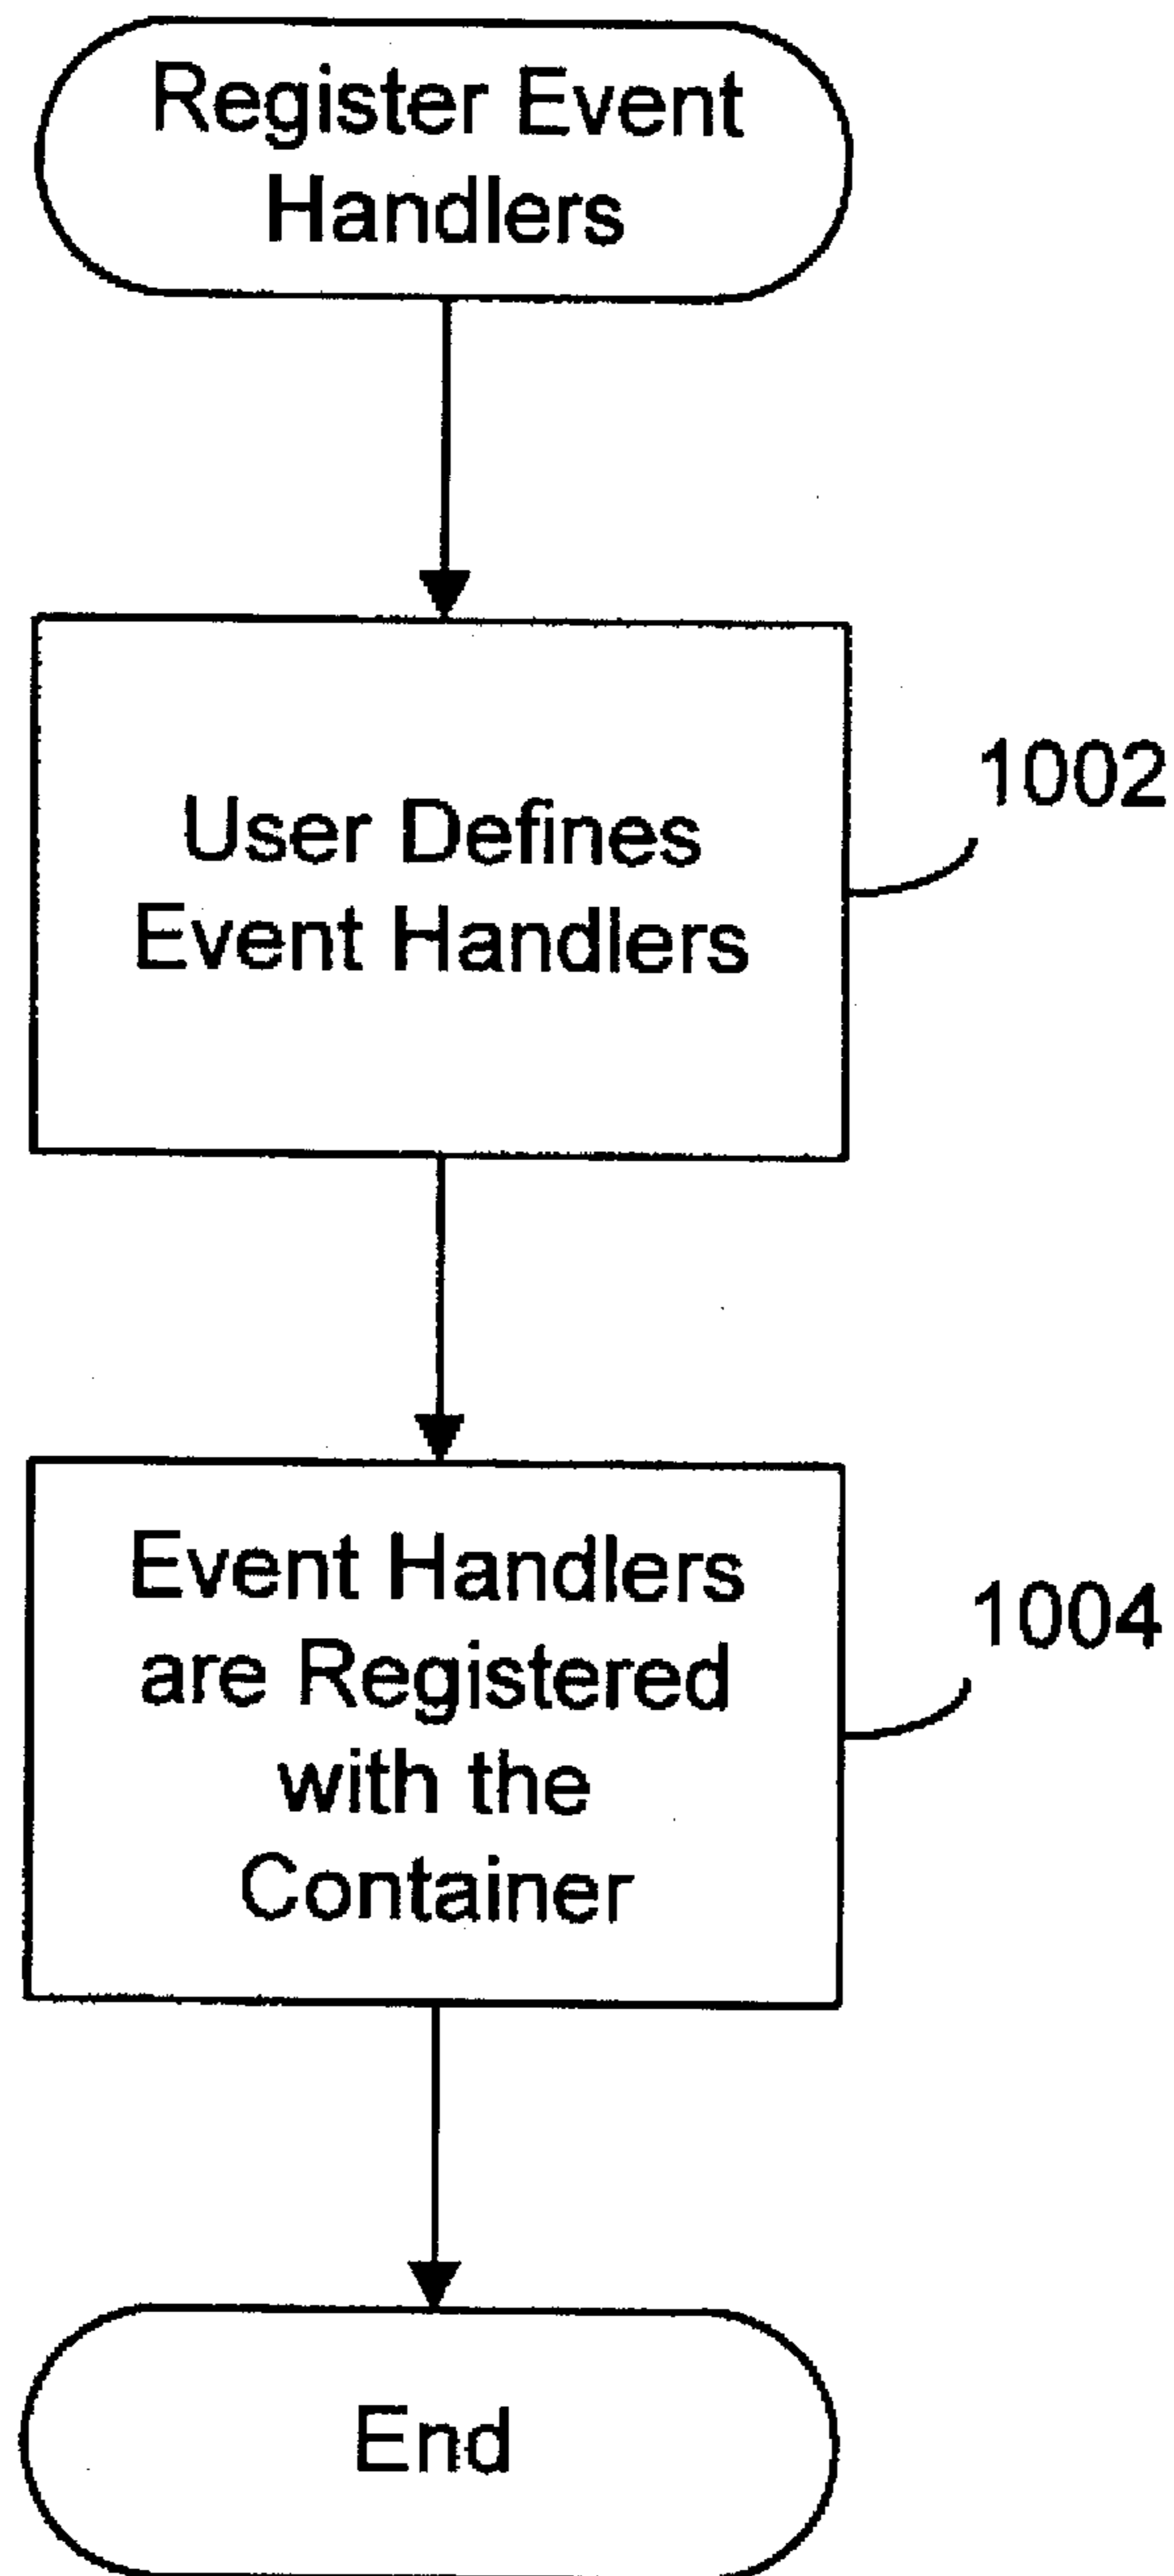 Register Event
Handlers
User Defines
Event Handlers
1002
Event Handlers
are Registered
with the
Container
1004
End